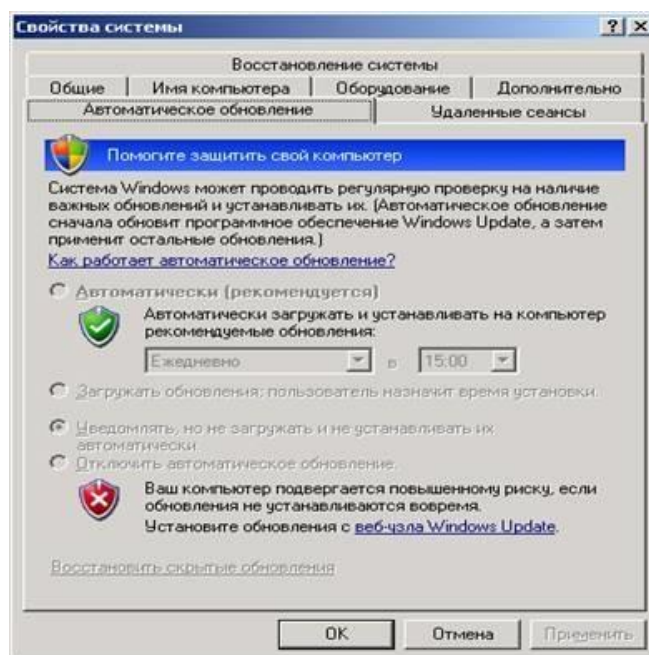 Свойства системы
Восстановление системы
Общие
Имя компьютера
Оборудование
Дополнительно
Автоматическое обновление
Удаленные сеансы
Помогите защитить свой компьютер
Система Windows может проводить регулярную проверку на наличие
важных обновлений и устанавливать их. (Автоматическое обновление
сначала обновит программное обеспечение Windows Update, а затем
применит остальные обновления.)
Как работает автоматическое обновление?
Автоматически (рекомендуется)
Автоматически загружать и устанавливать на компьютер
рекомендуемые обновления:
Ежедневно в 15:00
Загружать обновления; пользователь назначит время установки.
Уведомлять, но не загружать и не устанавливать их
автоматически.
Отключить автоматическое обновление.
Ваш компьютер подвергается повышенному риску, если
обновления не устанавливаются вовремя.
Установите обновления с веб-узла Windows Update.
Восстановить скрытые обновления
OK
Отмена
Применить